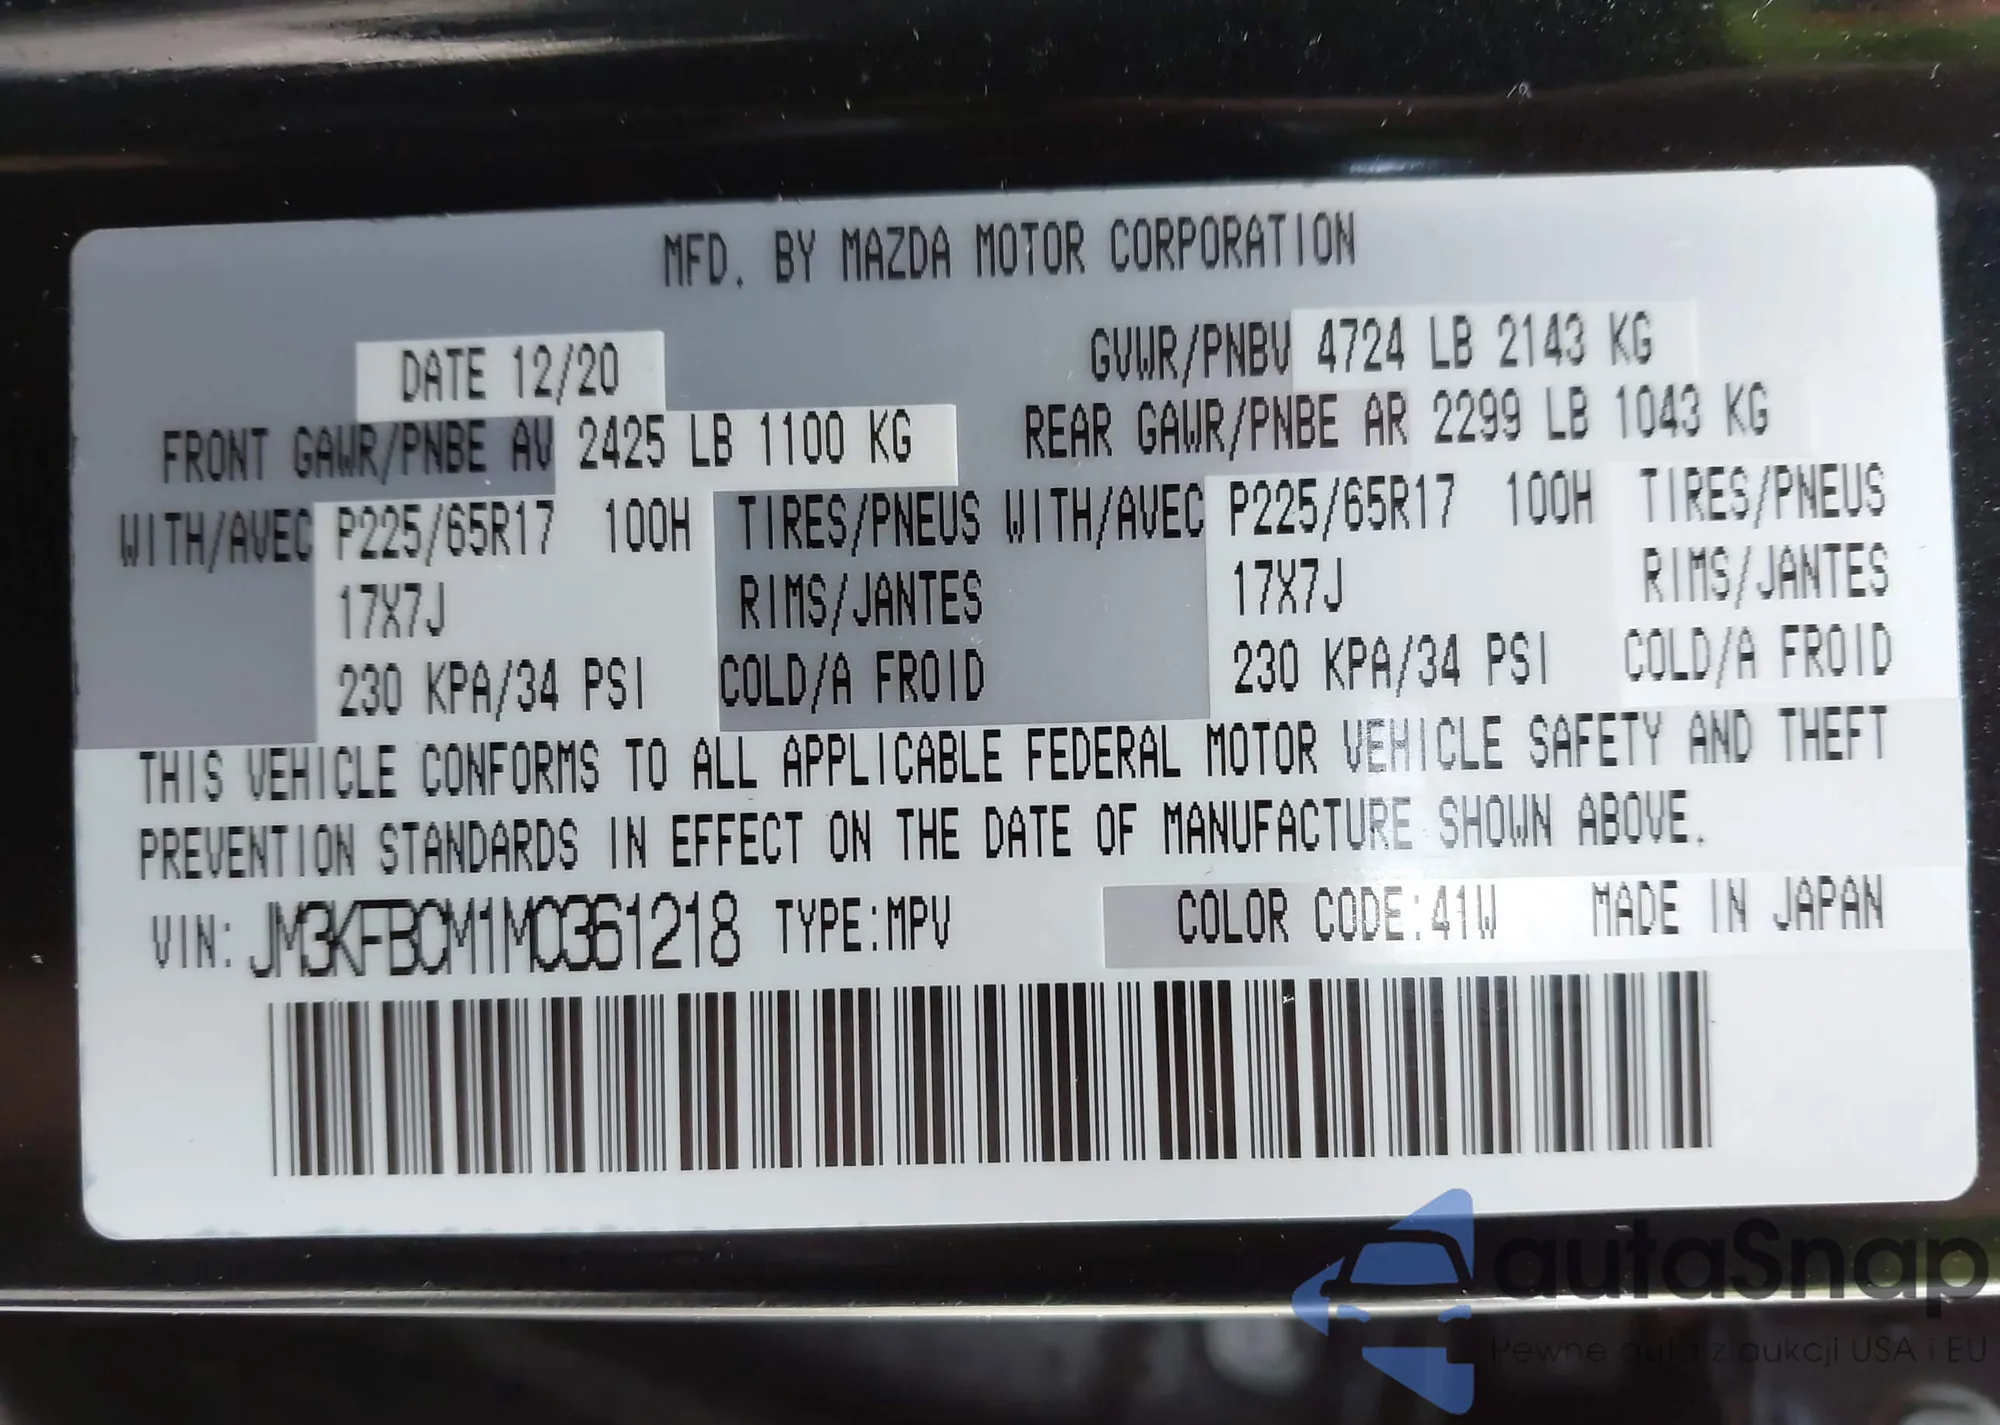 MFD. BY MAZDA MOTOR CORPORATION
DATE 12/20 GVWR/PNBV 4724 LB 2143 KG
FRONT GAWR/PNBE AV 2425 LB 1100 KG REAR GAWR/PNBE AR 2299 LB 1043 KG
WITH/AVEC P225/65R17 100H TIRES/PNEUS WITH/AVEC P225/65R17 100H TIRES/PNEUS
17X7J RIMS/JANTES 17X7J RIMS/JANTES
230 KPA/34 PSI COLD/A FROID 230 KPA/34 PSI COLD/A FROID
THIS VEHICLE CONFORMS TO ALL APPLICABLE FEDERAL MOTOR VEHICLE SAFETY AND THEFT
PREVENTION STANDARDS IN EFFECT ON THE DATE OF MANUFACTURE SHOWN ABOVE.
VIN: JM3KFBCM1M0361218 TYPE:MPV COLOR CODE:41W MADE IN JAPAN
autaSnap
Pewne auta z aukcji USA i EU